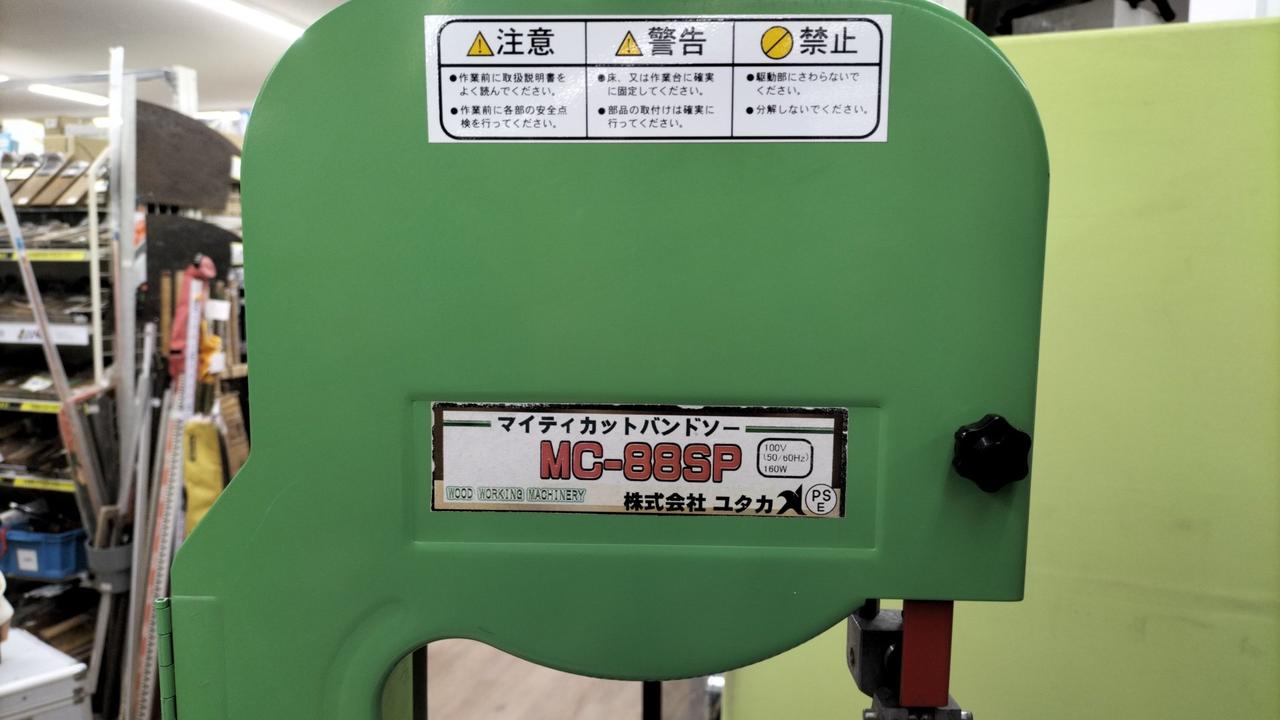 注意
●作業前に取扱説明書を
よく読んでください。
●作業前に各部の安全点
検を行ってください。
警告
●床、又は作業台に確実
に固定してください。
●部品の取付けは確実に
行ってください。
禁止
●駆動部にさわらないで
ください。
●分解しないでください。
マイティカットバンドソー
MC-88SP
100V
(50/60Hz)
160W
WOOD WORKING MACHINERY
株式会社 ユタカ
PS
E